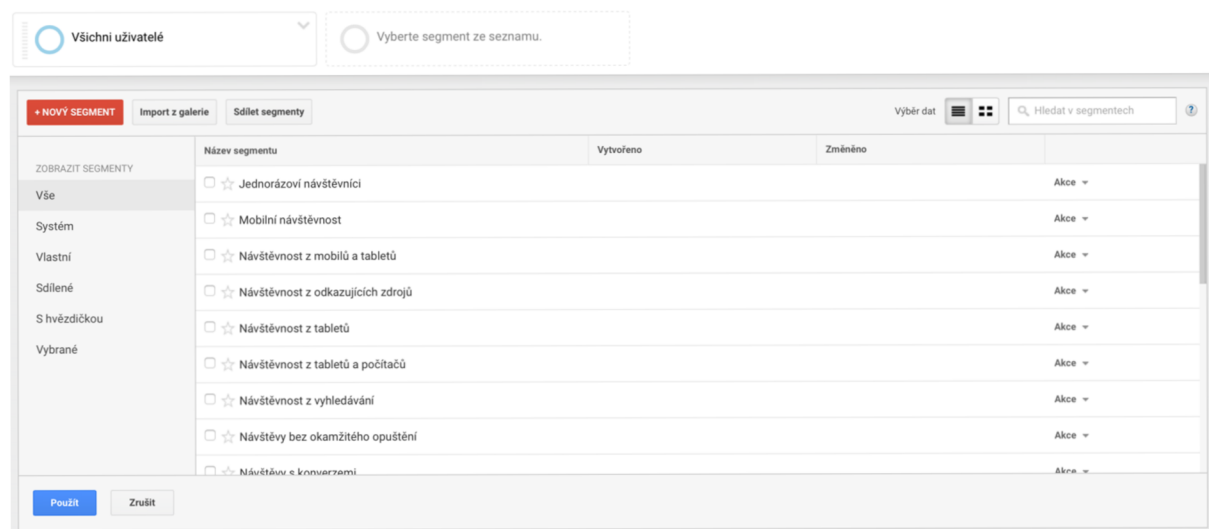 Všichni uživatelé
Vyberte segment ze seznamu.
+ NOVÝ SEGMENT Import z galerie Sdílet segmenty Výběr dat Hledat v segmentech ?
ZOBRAZIT SEGMENTY
Vše
Systém
Vlastní
Sdílené
S hvězdičkou
Vybrané
Název segmentu Vytvořeno Změněno
Jednorázoví návštěvníci Akce
Mobilní návštěvnost Akce
Návštěvnost z mobilů a tabletů Akce
Návštěvnost z odkazujících zdrojů Akce
Návštěvnost z tabletů Akce
Návštěvnost z tabletů a počítačů Akce
Návštěvnost z vyhledávání Akce
Návštěvy bez okamžitého opuštění Akce
Návštěvy s konverzemi Akce
Použít Zrušit